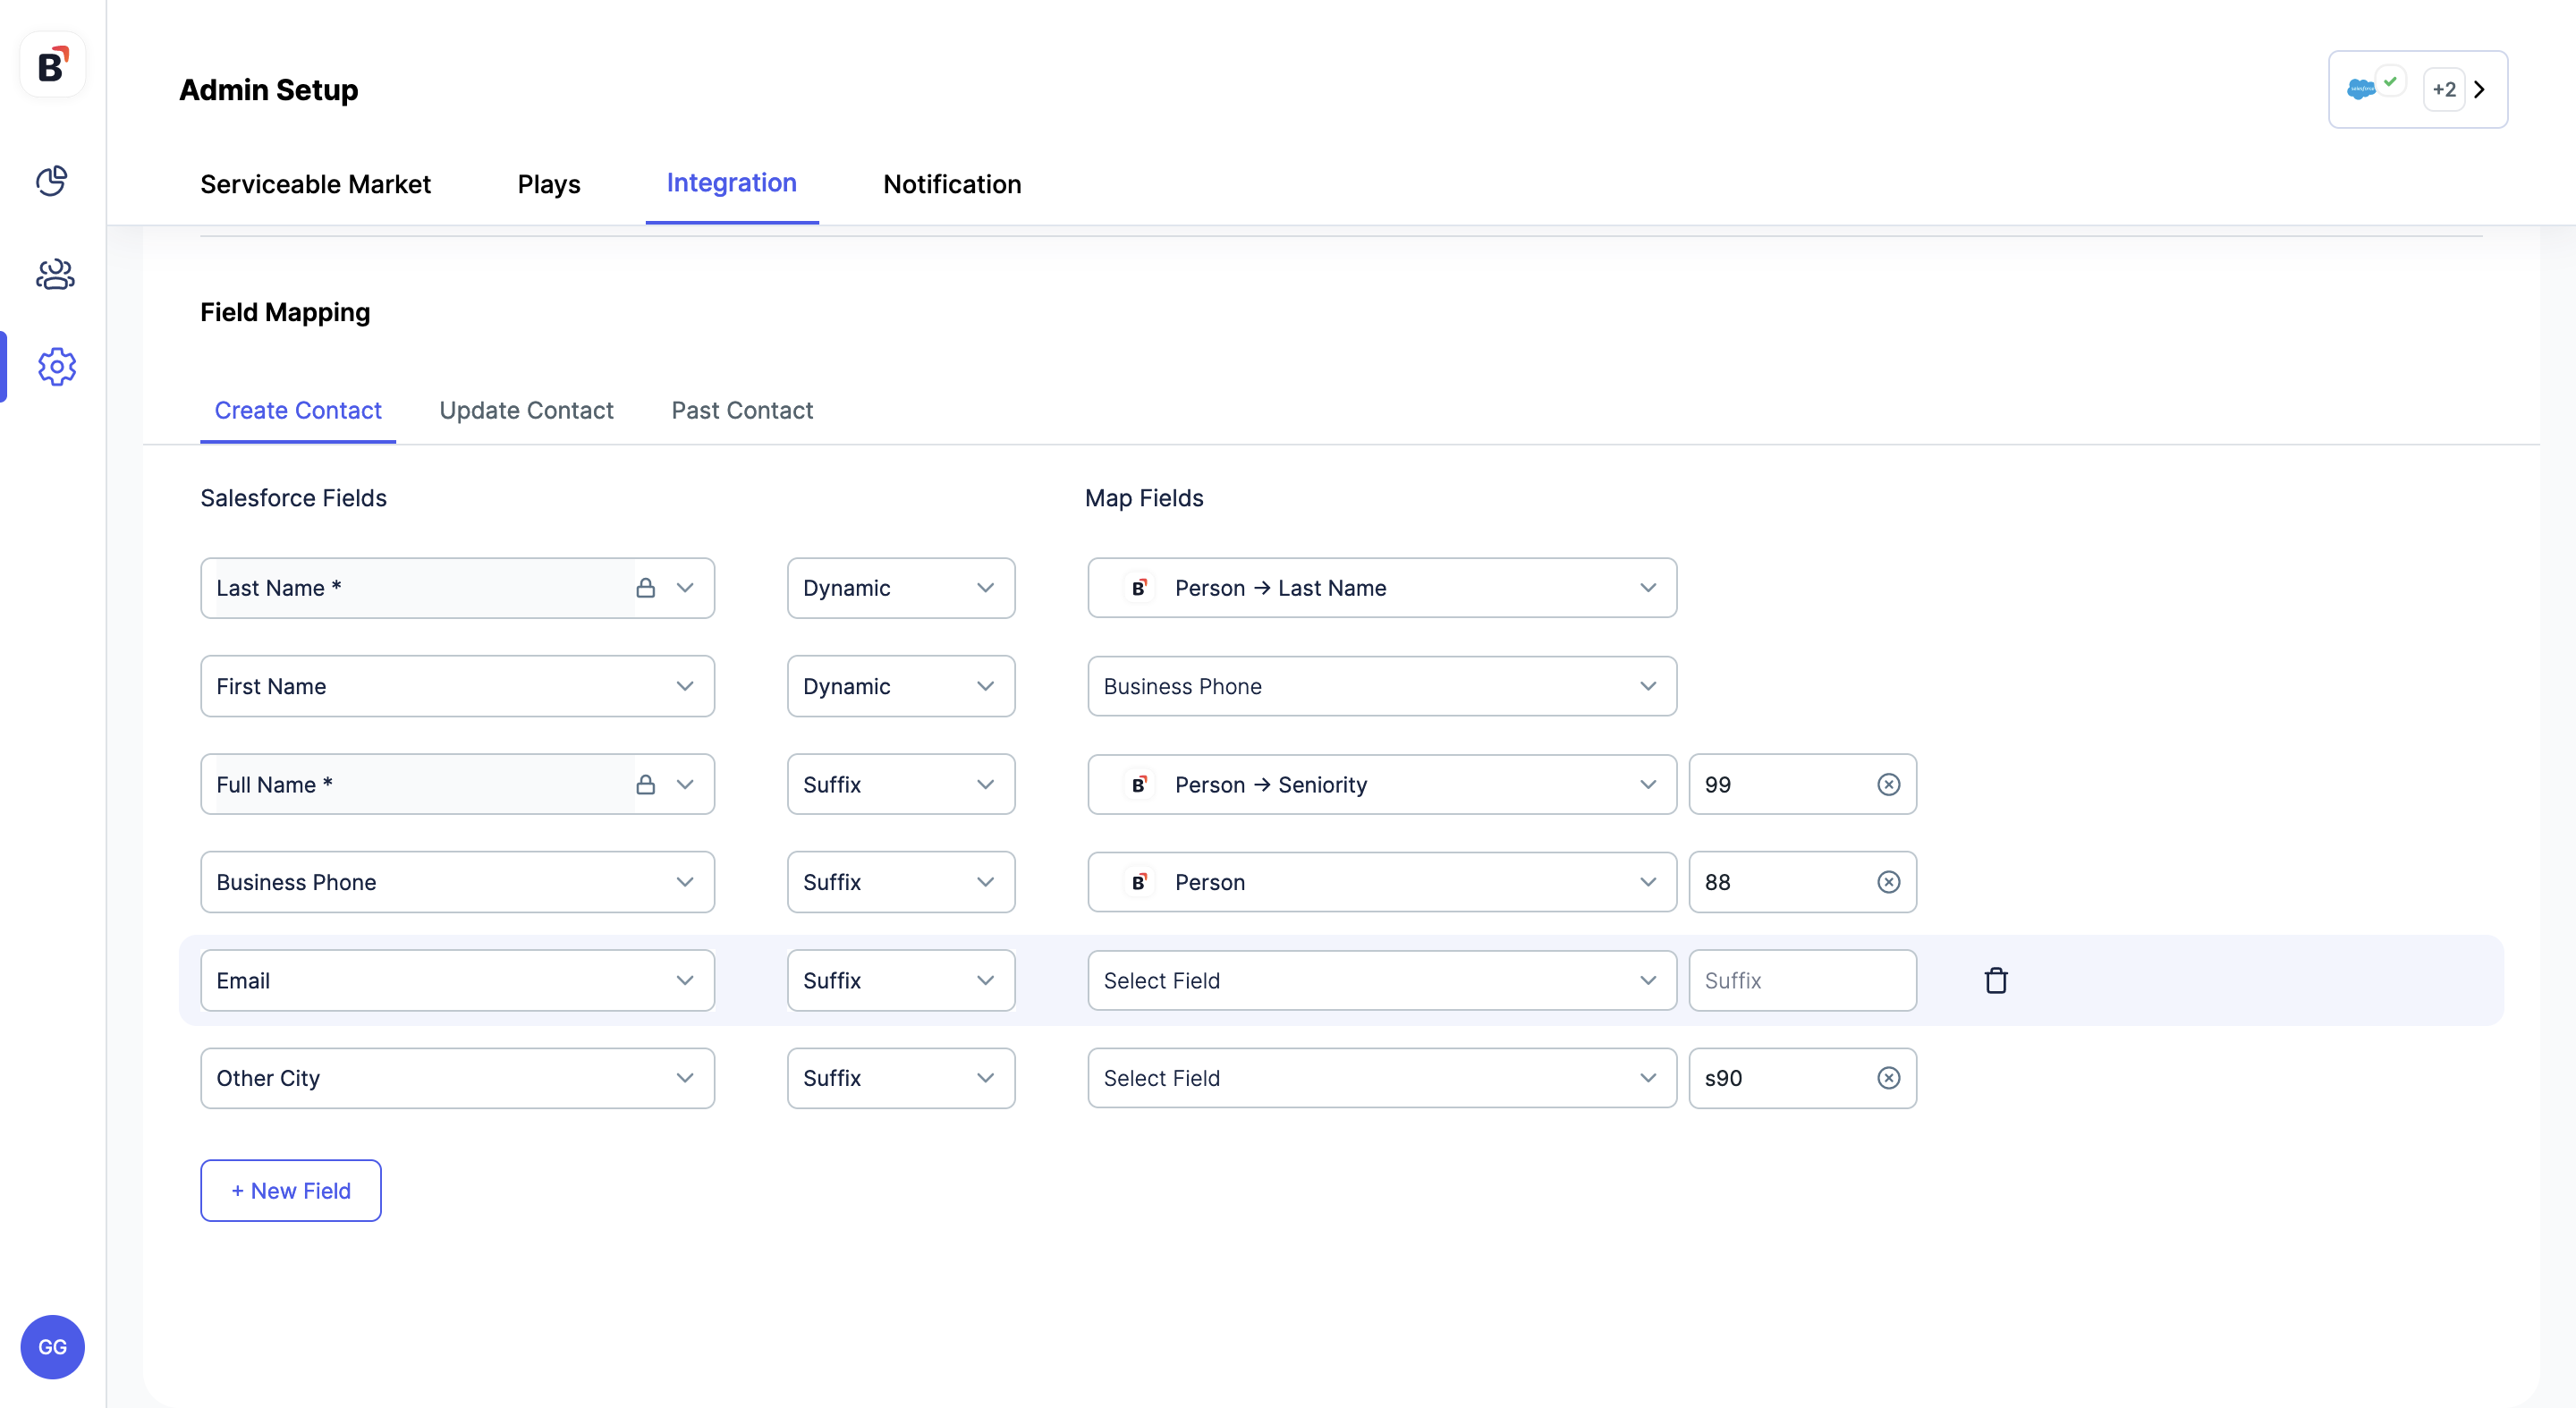 B
Admin Setup
salesforce
+2
Serviceable Market
Plays
Integration
Notification
Field Mapping
Create Contact
Update Contact
Past Contact
Salesforce Fields
Map Fields
Last Name *
Dynamic
B
Person → Last Name
First Name
Dynamic
Business Phone
Full Name *
Suffix
B
Person → Seniority
99
Business Phone
Suffix
B
Person
88
Email
Suffix
Select Field
Suffix
Other City
Suffix
Select Field
s90
+ New Field
GG